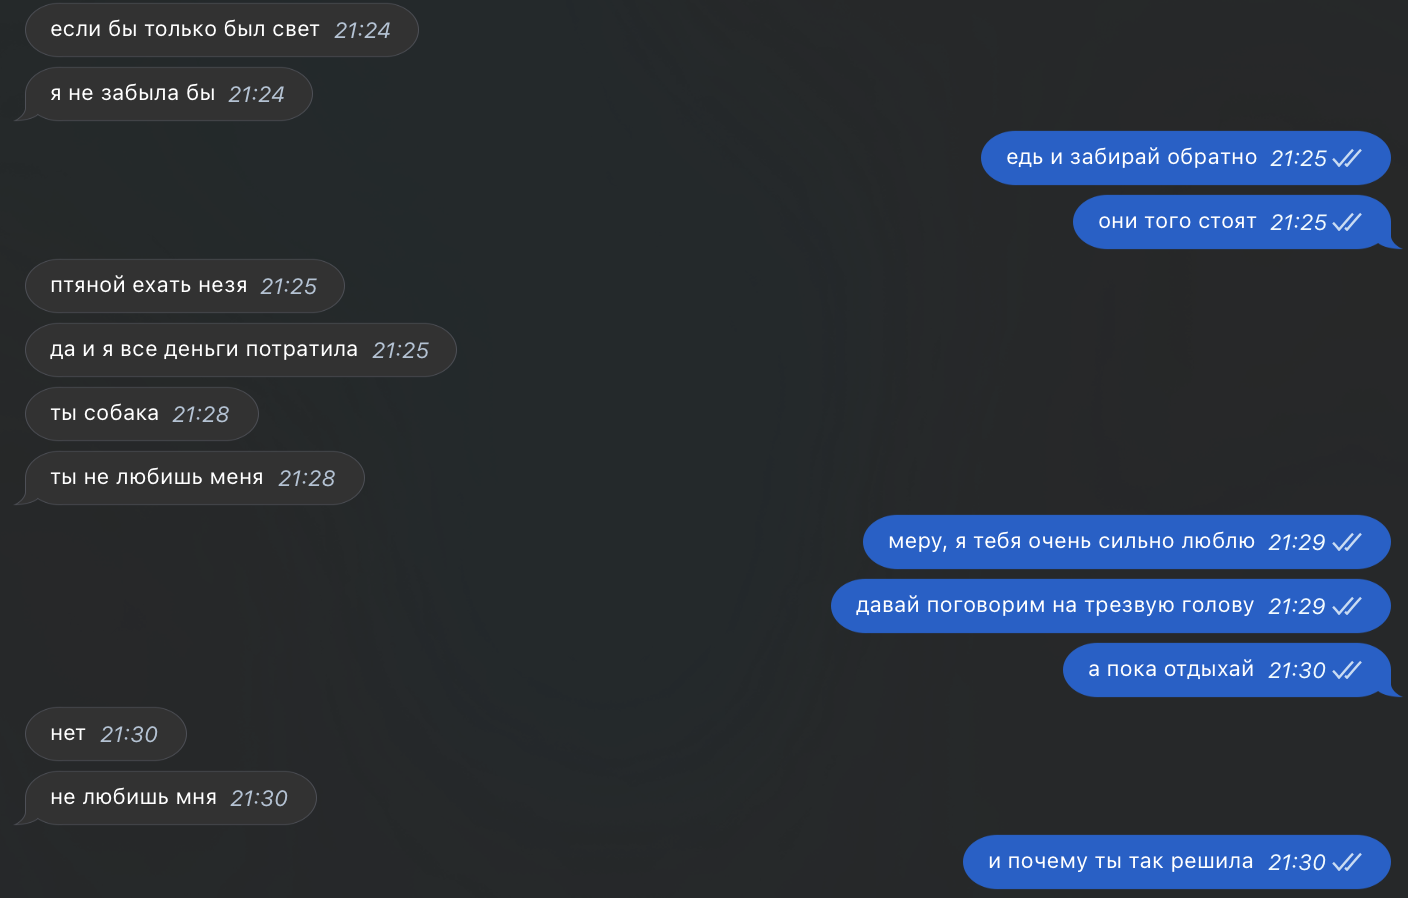 если бы только был свет 21:24
я не забыла бы 21:24
едь и забирай обратно 21:25
они того стоят 21:25
птяной ехать незя 21:25
да и я все деньги потратила 21:25
ты собака 21:28
ты не любишь меня 21:28
меру, я тебя очень сильно люблю 21:29
давай поговорим на трезвую голову 21:29
а пока отдыхай 21:30
нет 21:30
не любишь мня 21:30
и почему ты так решила 21:30